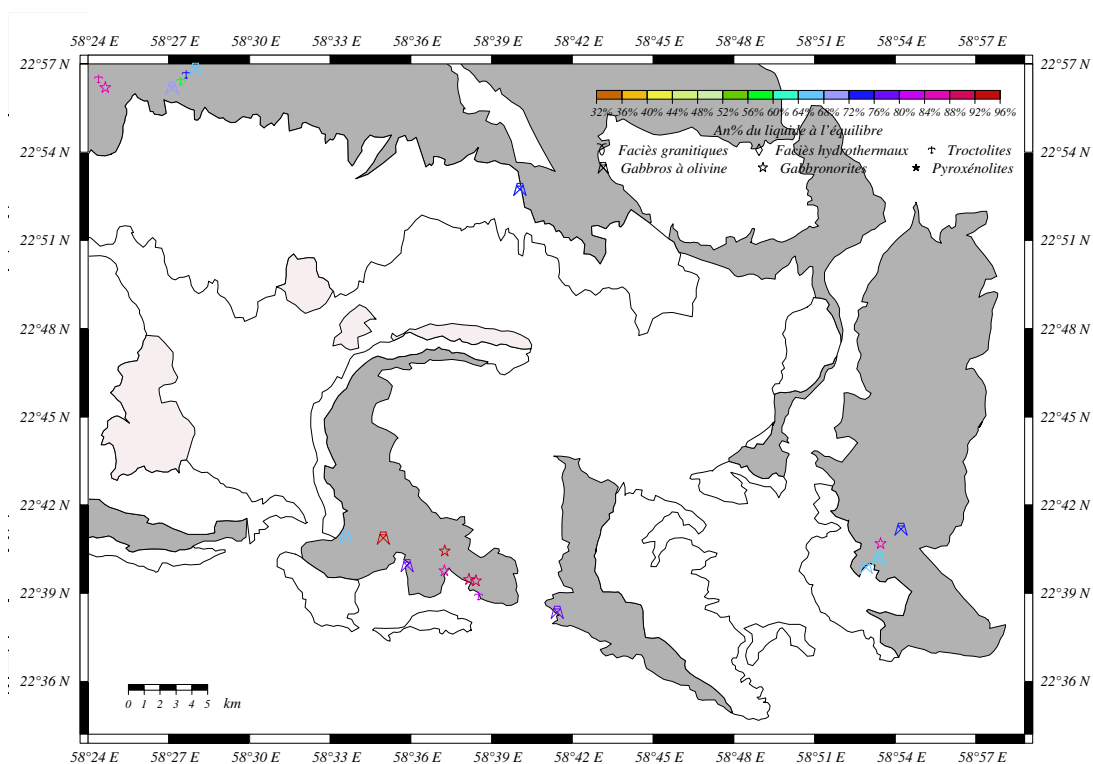 58°24 E 58°27 E 58°30 E 58°33 E 58°36 E 58°39 E 58°42 E 58°45 E 58°48 E 58°51 E 58°54 E 58°57 E
22°57 N 22°57 N
32% 36% 40% 44% 48% 52% 56% 60% 64% 68% 72% 76% 80% 84% 88% 92% 96%
An% du liquide à l'équilibre
Faciès granitiques Faciès hydrothermaux Troctolites
22°54 N 22°54 N
Gabbros à olivine Gabbronorites Pyroxénolites
22°51 N 22°51 N
22°48 N 22°48 N
22°45 N 22°45 N
22°42 N 22°42 N
22°39 N 22°39 N
22°36 N 22°36 N
0 1 2 3 4 5 km
58°24 E 58°27 E 58°30 E 58°33 E 58°36 E 58°39 E 58°42 E 58°45 E 58°48 E 58°51 E 58°54 E 58°57 E